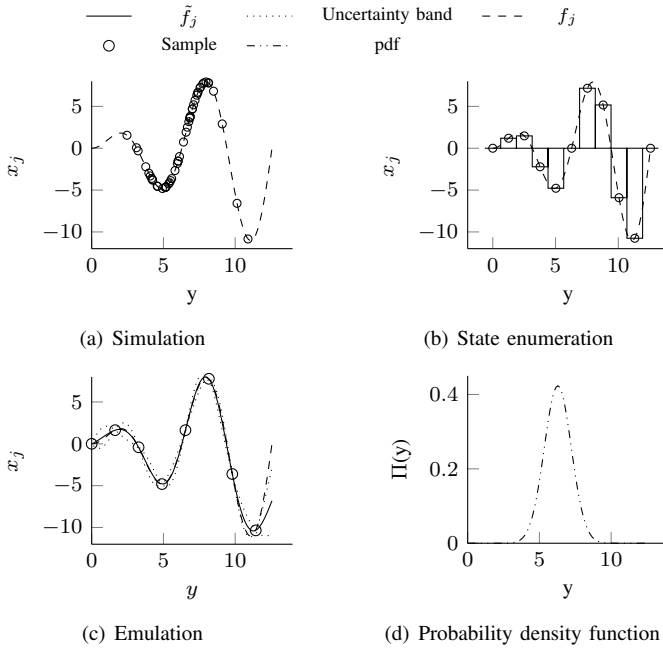 f̃_j Uncertainty band f_j
Sample pdf
5
0
−5
−10
x_j
0 5 10
y
(a) Simulation
5
0
−5
−10
x_j
0 5 10
y
(b) State enumeration
5
0
−5
−10
x_j
0 5 10
y
(c) Emulation
0.4
0.2
0
Π(y)
0 5 10
y
(d) Probability density function